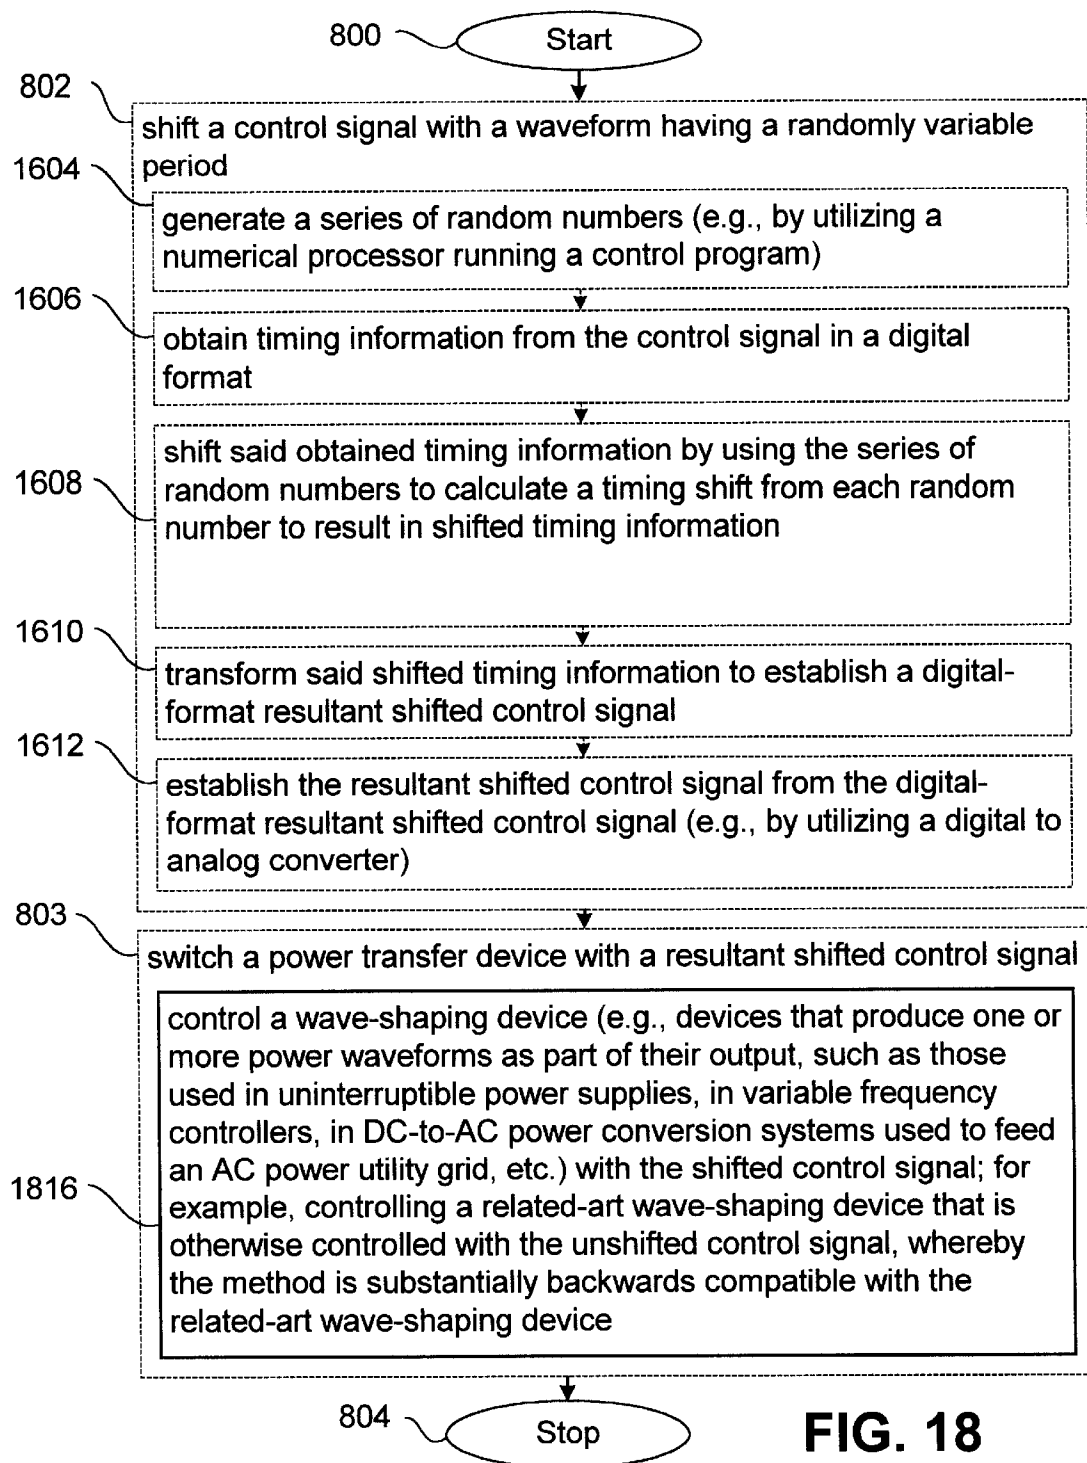 800
Start
802
shift a control signal with a waveform having a randomly variable
period
1604
generate a series of random numbers (e.g., by utilizing a
numerical processor running a control program)
1606
obtain timing information from the control signal in a digital
format
1608
shift said obtained timing information by using the series of
random numbers to calculate a timing shift from each random
number to result in shifted timing information
1610
transform said shifted timing information to establish a digital-
format resultant shifted control signal
1612
establish the resultant shifted control signal from the digital-
format resultant shifted control signal (e.g., by utilizing a digital to
analog converter)
803
switch a power transfer device with a resultant shifted control signal
1816
control a wave-shaping device (e.g., devices that produce one or
more power waveforms as part of their output, such as those
used in uninterruptible power supplies, in variable frequency
controllers, in DC-to-AC power conversion systems used to feed
an AC power utility grid, etc.) with the shifted control signal; for
example, controlling a related-art wave-shaping device that is
otherwise controlled with the unshifted control signal, whereby
the method is substantially backwards compatible with the
related-art wave-shaping device
804
Stop
FIG. 18